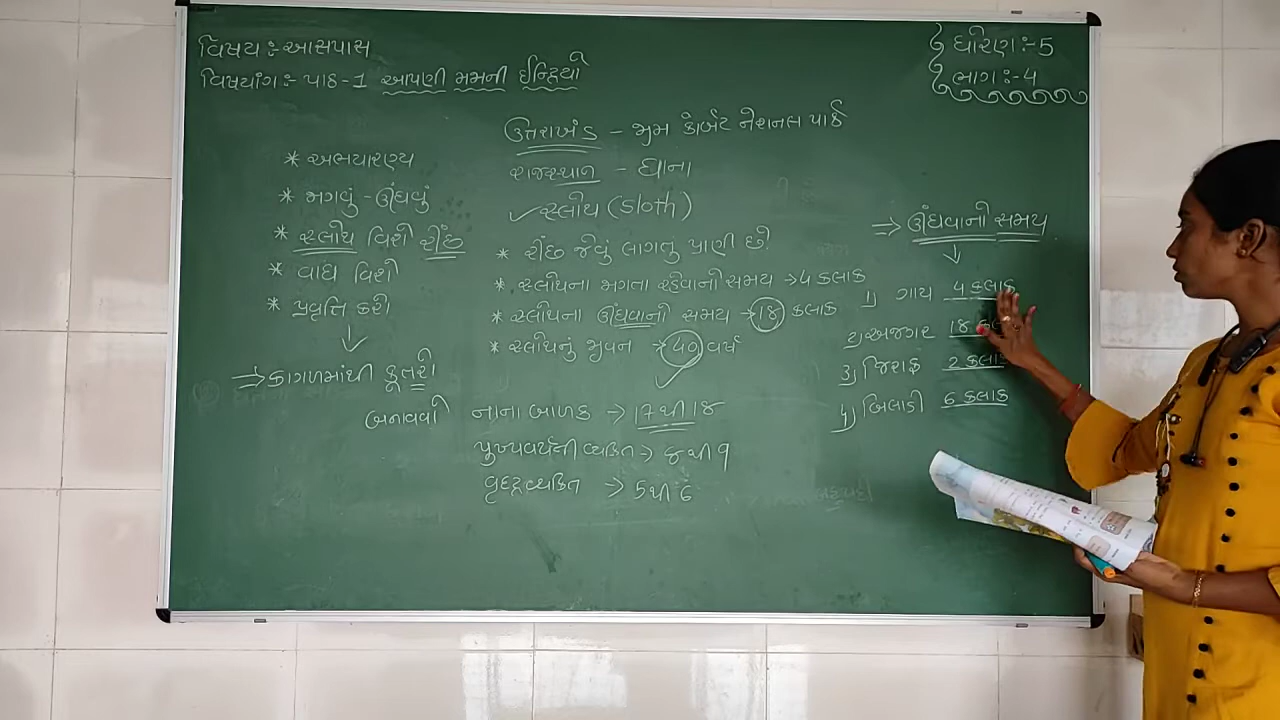 વિષય :- આસપાસ
વિષયાંગ :- પાઠ-1 આપણી મમની ઈન્દ્રિયો
ધોરણ :- 5
ભાગ :- 4
* અભયારણ્ય
* જાગવું - ઊંઘવું
* સ્લોથ વિશે રીંછ
* વાઘ વિશે
* પ્રવૃત્તિ કરો
⇒ કાગળમાંથી કૂતરો
બનાવવો
ઉત્તરાખંડ - જીમ કોર્બેટ નેશનલ પાર્ક
રાજસ્થાન - ઘાના
✓ સ્લોથ (Sloth)
* રીંછ જેવું લાગતું પ્રાણી છે.
* સ્લોથના જાગતા રહેવાનો સમય → 4 કલાક
* સ્લોથના ઊંઘવાનો સમય → 18 કલાક
* સ્લોથનું જીવન → 40 વર્ષ
નાના બાળક → 17 થી 18
પુખ્યવયની વ્યકિત → 8 થી 9
વૃદ્ધ વ્યકિત → 5 થી 6
⇒ ઊંઘવાનો સમય
1) ગાય 4 કલાક
2) અજગર 18
3) જિરાફ 2 કલાક
4) બિલાડી 6 કલાક